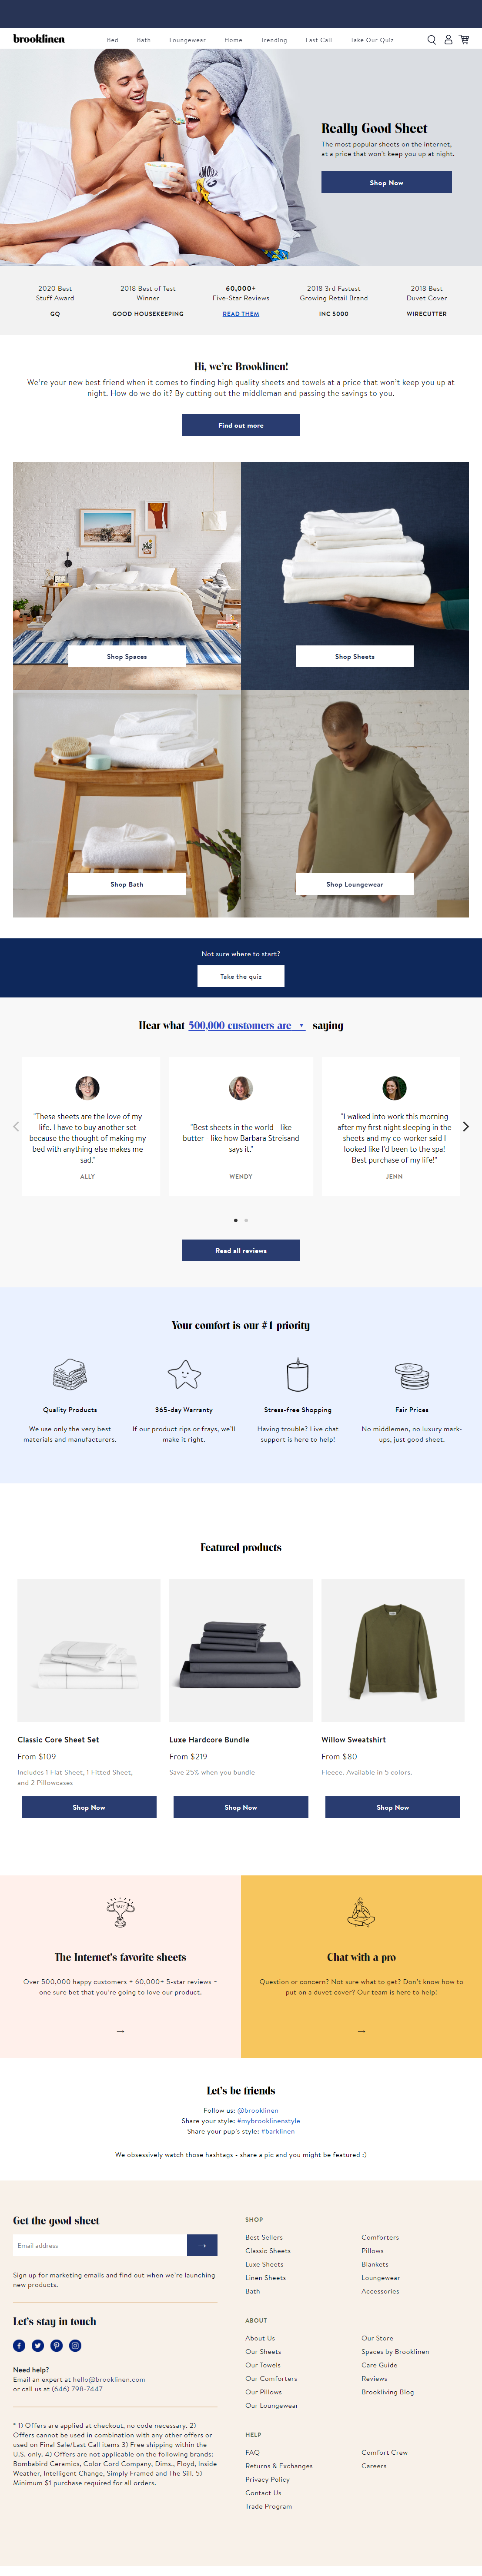 brooklinen
Bed Bath Loungewear Home Trending Last Call Take Our Quiz
Really Good Sheet
The most popular sheets on the internet,
at a price that won't keep you up at night.
Shop Now
2020 Best
Stuff Award
GQ
2018 Best of Test
Winner
GOOD HOUSEKEEPING
60,000+
Five-Star Reviews
READ THEM
2018 3rd Fastest
Growing Retail Brand
INC 5000
2018 Best
Duvet Cover
WIRECUTTER
Hi, we're Brooklinen!
We're your new best friend when it comes to finding high quality sheets and towels at a price that won't keep you up at
night. How do we do it? By cutting out the middleman and passing the savings to you.
Find out more
Shop Spaces
Shop Sheets
Shop Bath
Shop Loungewear
Not sure where to start?
Take the quiz
Hear what 500,000 customers are saying
"These sheets are the love of my
life. I have to buy another set
because the thought of making my
bed with anything else makes me
sad."
ALLY
"Best sheets in the world - like
butter - like how Barbara Streisand
says it."
WENDY
"I walked into work this morning
after my first night sleeping in the
sheets and my co-worker said I
looked like I'd been to the spa!
Best purchase of my life!"
JENN
Read all reviews
Your comfort is our #1 priority
Quality Products
We use only the very best
materials and manufacturers.
365-day Warranty
If our product rips or frays, we'll
make it right.
Stress-free Shopping
Having trouble? Live chat
support is here to help!
Fair Prices
No middlemen, no luxury mark-
ups, just good sheet.
Featured products
Classic Core Sheet Set
From $109
Includes 1 Flat Sheet, 1 Fitted Sheet,
and 2 Pillowcases
Shop Now
Luxe Hardcore Bundle
From $219
Save 25% when you bundle
Shop Now
Willow Sweatshirt
From $80
Fleece. Available in 5 colors.
Shop Now
The Internet's favorite sheets
Over 500,000 happy customers + 60,000+ 5-star reviews =
one sure bet that you're going to love our product.
→
Chat with a pro
Question or concern? Not sure what to get? Don't know how to
put on a duvet cover? Our team is here to help!
→
Let's be friends
Follow us: @brooklinen
Share your style: #mybrooklinenstyle
Share your pup's style: #barklinen
We obsessively watch those hashtags - share a pic and you might be featured :)
Get the good sheet
Email address →
Sign up for marketing emails and find out when we're launching
new products.
Let's stay in touch
Need help?
Email an expert at hello@brooklinen.com
or call us at (646) 798-7447
* 1) Offers are applied at checkout, no code necessary. 2)
Offers cannot be used in combination with any other offers or
used on Final Sale/Last Call items 3) Free shipping within the
U.S. only. 4) Offers are not applicable on the following brands:
Bombabird Ceramics, Color Cord Company, Dims., Floyd, Inside
Weather, Intelligent Change, Simply Framed and The Sill. 5)
Minimum $1 purchase required for all orders.
SHOP
Best Sellers
Classic Sheets
Luxe Sheets
Linen Sheets
Bath
Comforters
Pillows
Blankets
Loungewear
Accessories
ABOUT
About Us
Our Sheets
Our Towels
Our Comforters
Our Pillows
Our Loungewear
Our Store
Spaces by Brooklinen
Care Guide
Reviews
Brookliving Blog
HELP
FAQ
Returns & Exchanges
Privacy Policy
Contact Us
Trade Program
Comfort Crew
Careers